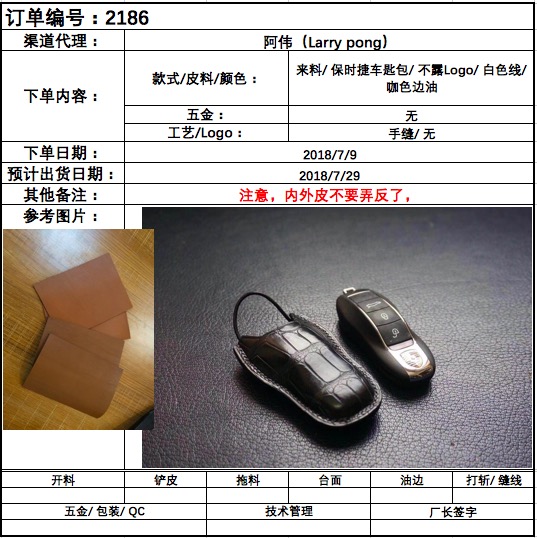 订单编号：2186
渠道代理： 阿伟（Larry pong）
下单内容： 款式/皮料/颜色： 来料/ 保时捷车匙包/ 不露Logo/ 白色线/
咖色边油
五金： 无
工艺/Logo： 手缝/ 无
下单日期： 2018/7/9
预计出货日期： 2018/7/29
其他备注： 注意，内外皮不要弄反了，
参考图片：
开料 铲皮 拖料 台面 油边 打斩/ 缝线
五金/ 包装/ QC 技术管理 厂长签字